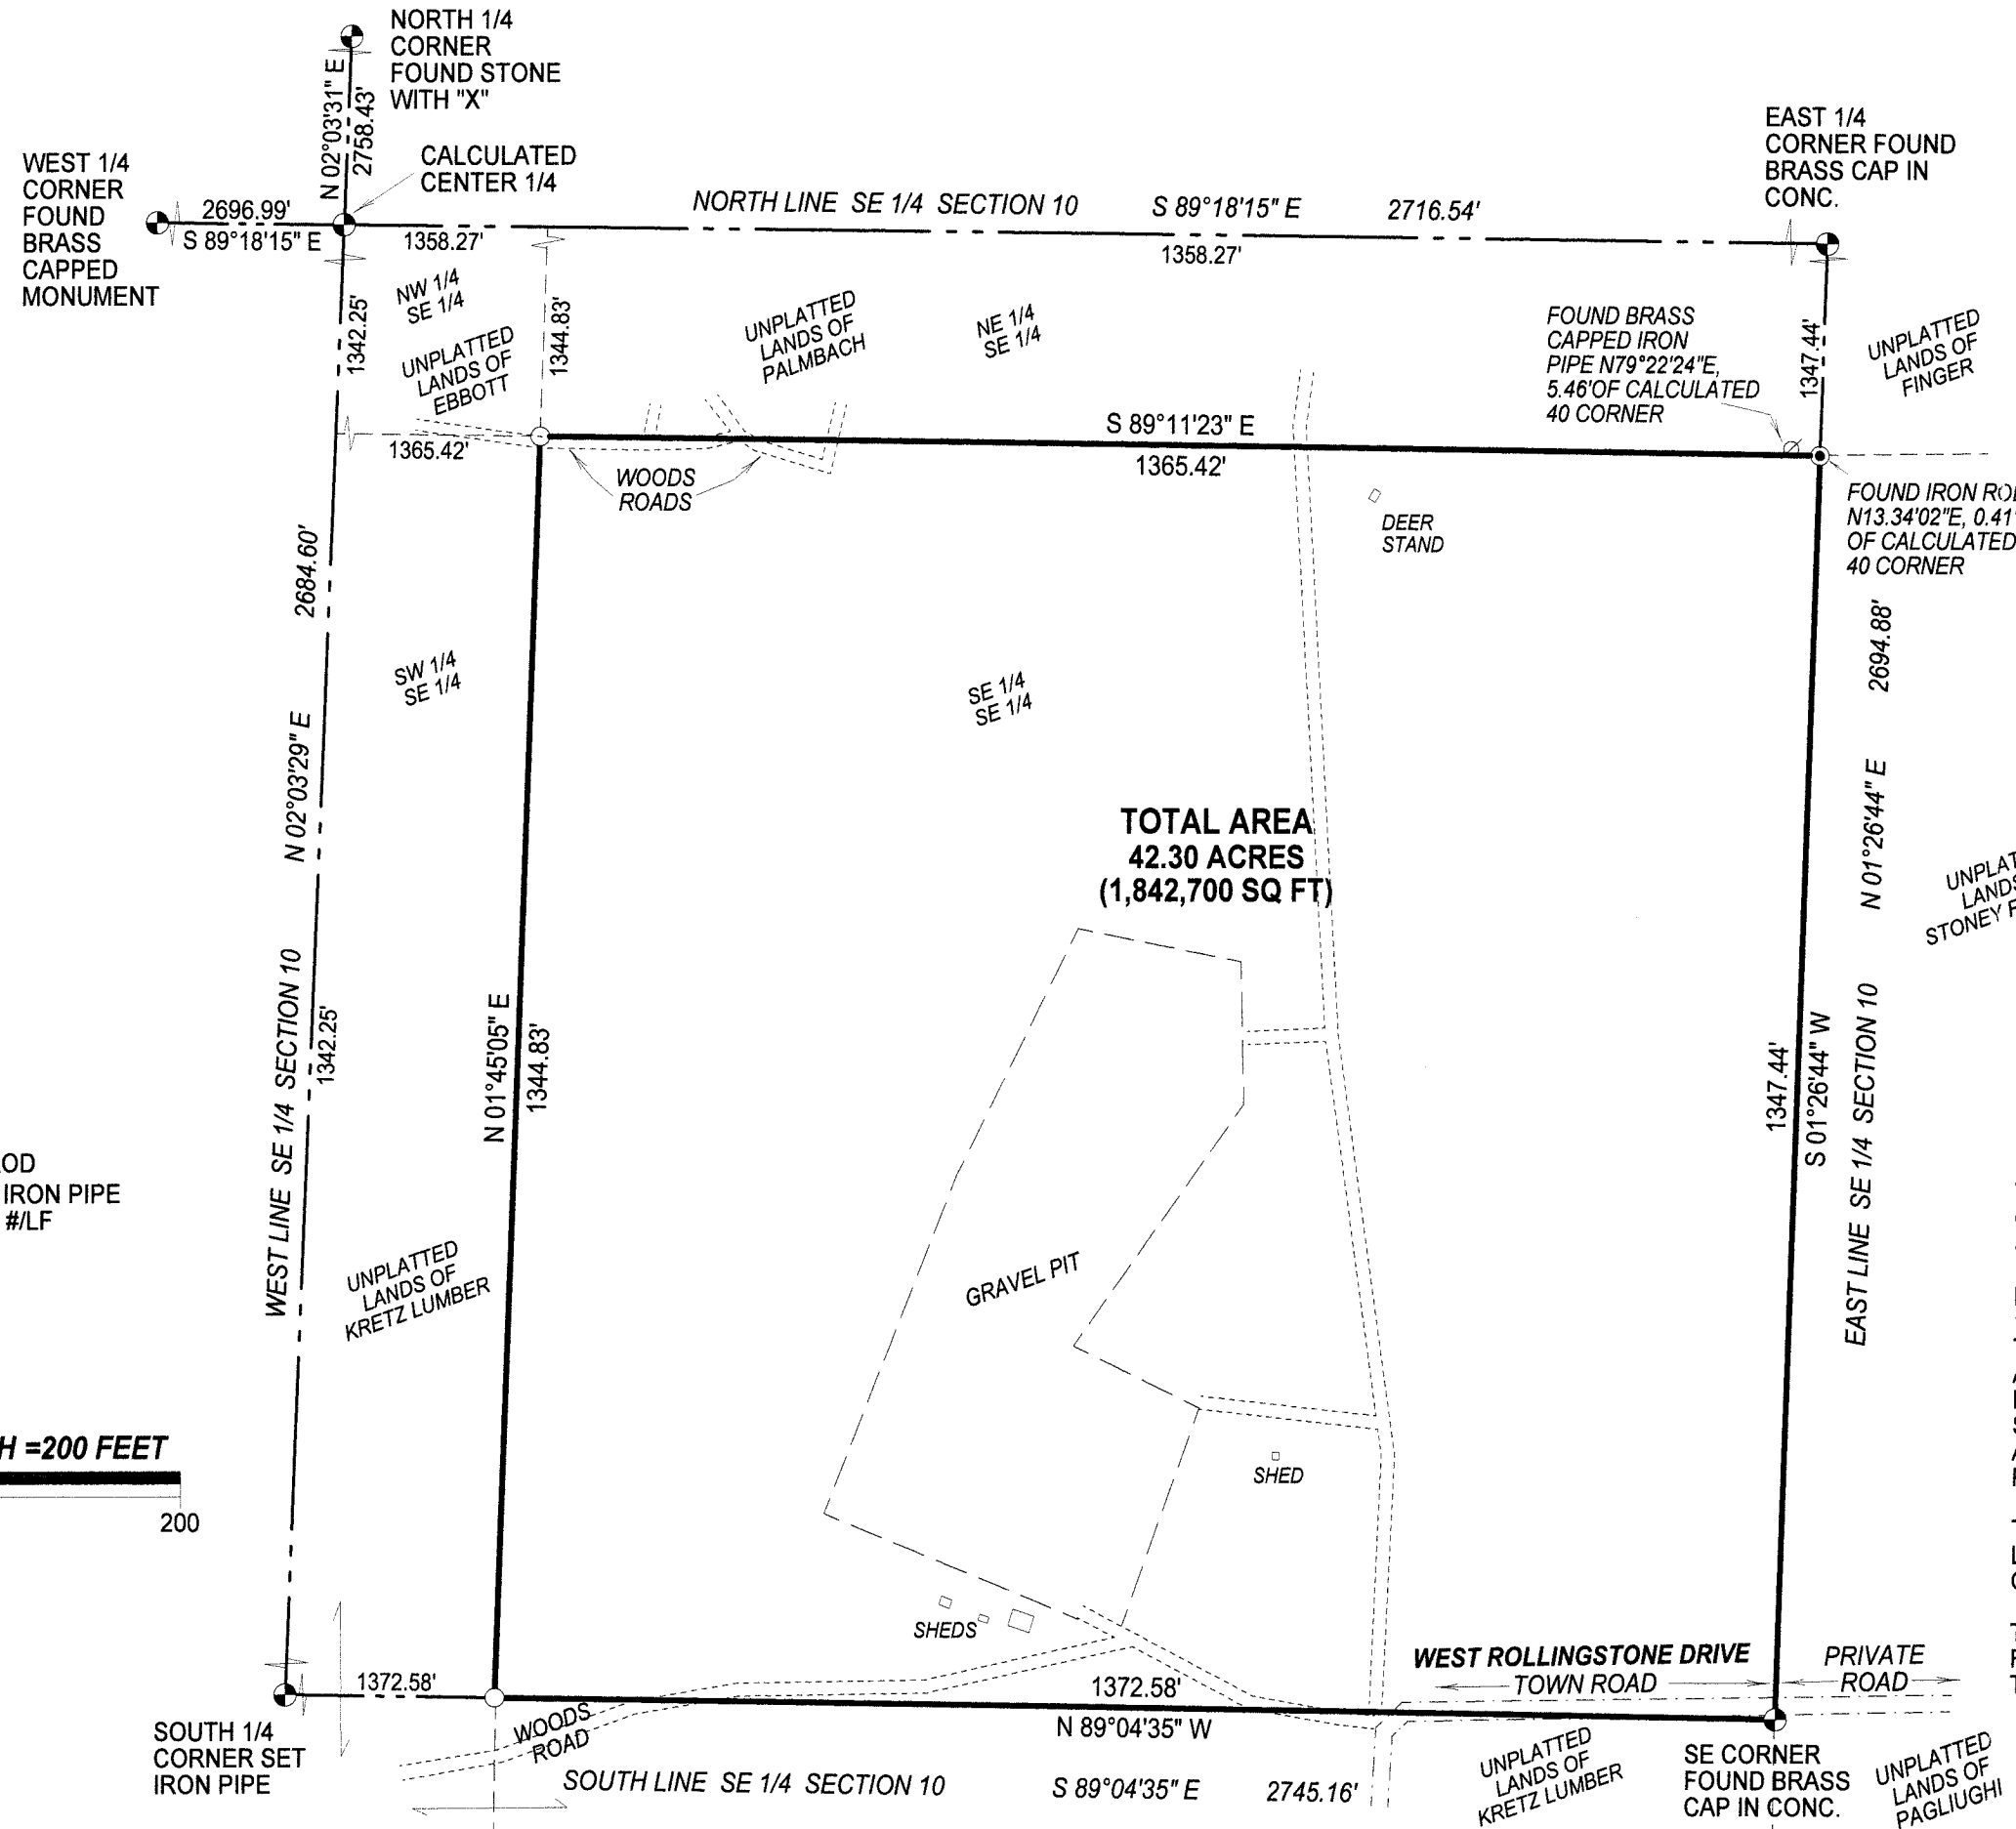 NORTH 1/4
CORNER
FOUND STONE
WITH "X"
N 02°03'31" E
2758.43'
WEST 1/4
CORNER
FOUND
BRASS
CAPPED
MONUMENT
CALCULATED
CENTER 1/4
2696.99'
S 89°18'15" E
NORTH LINE SE 1/4 SECTION 10
S 89°18'15" E
2716.54'
1358.27'
1358.27'
EAST 1/4
CORNER FOUND
BRASS CAP IN
CONC.
1342.25'
NW 1/4
SE 1/4
UNPLATTED
LANDS OF
EBBOTT
1344.83'
UNPLATTED
LANDS OF
PALMBACH
NE 1/4
SE 1/4
FOUND BRASS
CAPPED IRON
PIPE N79°22'24"E,
5.46'OF CALCULATED
40 CORNER
1347.44'
UNPLATTED
LANDS OF
FINGER
1365.42'
WOODS
ROADS
S 89°11'23" E
1365.42'
DEER
STAND
FOUND IRON ROD
N13.34'02"E, 0.41'
OF CALCULATED
40 CORNER
2684.60'
N 02°03'29" E
WEST LINE SE 1/4 SECTION 10
1342.25'
SW 1/4
SE 1/4
SE 1/4
SE 1/4
2694.88'
N 01°26'44" E
EAST LINE SE 1/4 SECTION 10
TOTAL AREA
42.30 ACRES
(1,842,700 SQ FT)
LANDS
STONEY
N 01°45'05" E
1344.83'
1347.44'
S 01°26'44" W
OD
IRON PIPE
#/LF
UNPLATTED
LANDS OF
KRETZ LUMBER
GRAVEL PIT
H =200 FEET
200
SHED
SHEDS
WEST ROLLINGSTONE DRIVE
TOWN ROAD
PRIVATE
ROAD
1372.58'
1372.58'
N 89°04'35" W
WOODS
ROAD
SOUTH 1/4
CORNER SET
IRON PIPE
SOUTH LINE SE 1/4 SECTION 10
S 89°04'35" E
2745.16'
UNPLATTED
LANDS OF
KRETZ LUMBER
SE CORNER
FOUND BRASS
CAP IN CONC.
UNPLATTED
LANDS OF
PAGLIUGHI